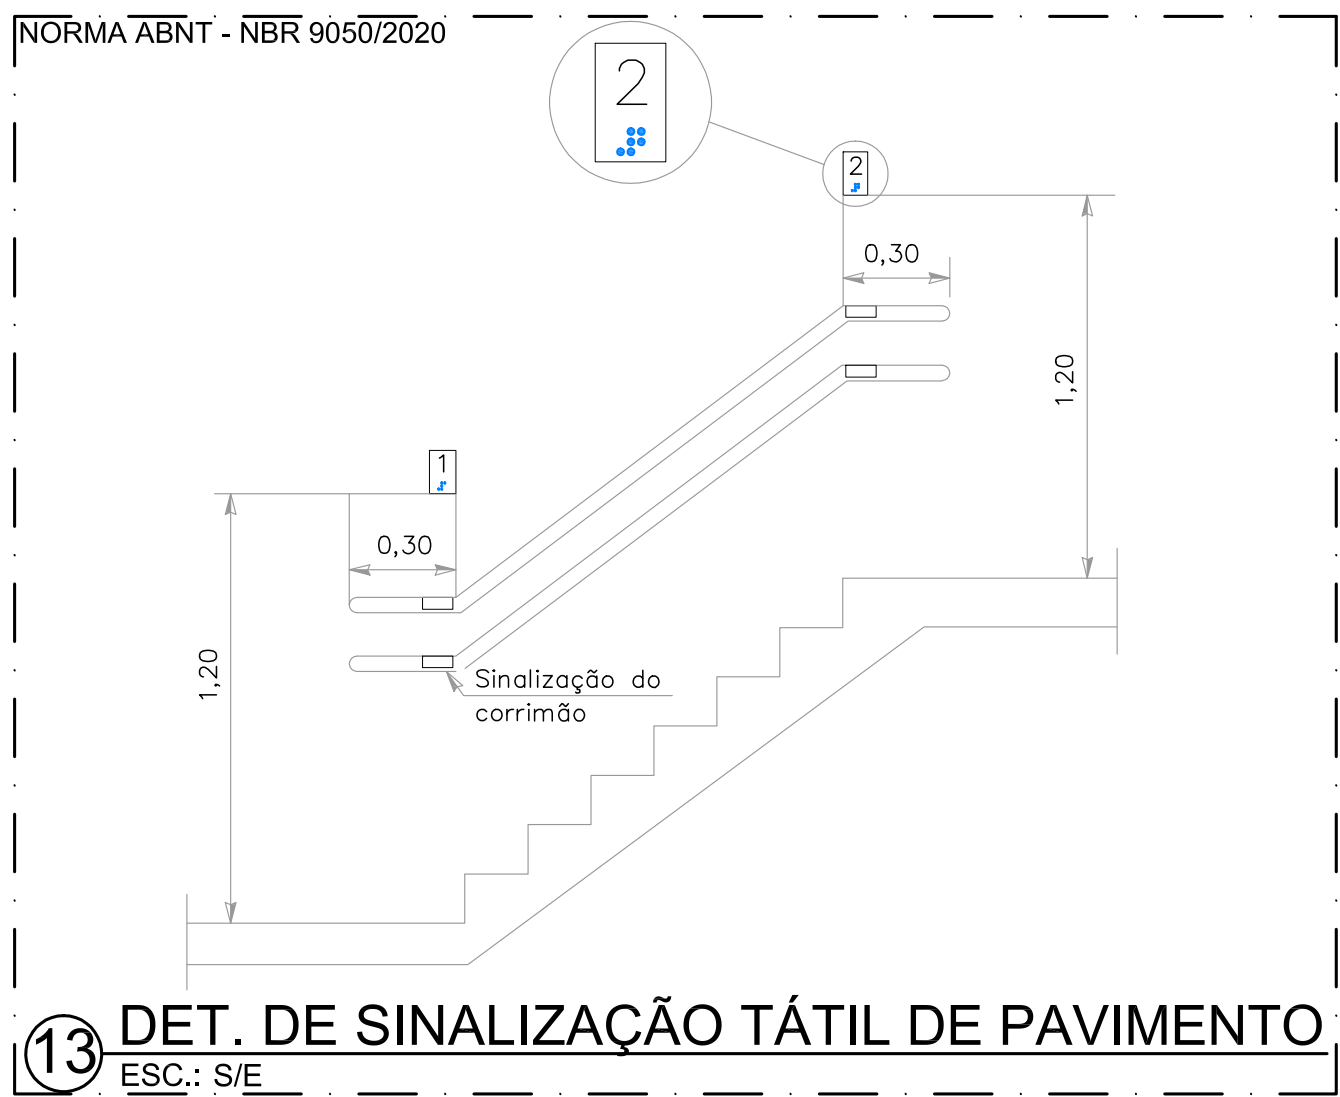 NORMA ABNT - NBR 9050/2020
2
2
0,30
1,20
1
0,30
1,20
Sinalização do
corrimão
13 DET. DE SINALIZAÇÃO TÁTIL DE PAVIMENTO
ESC.: S/E